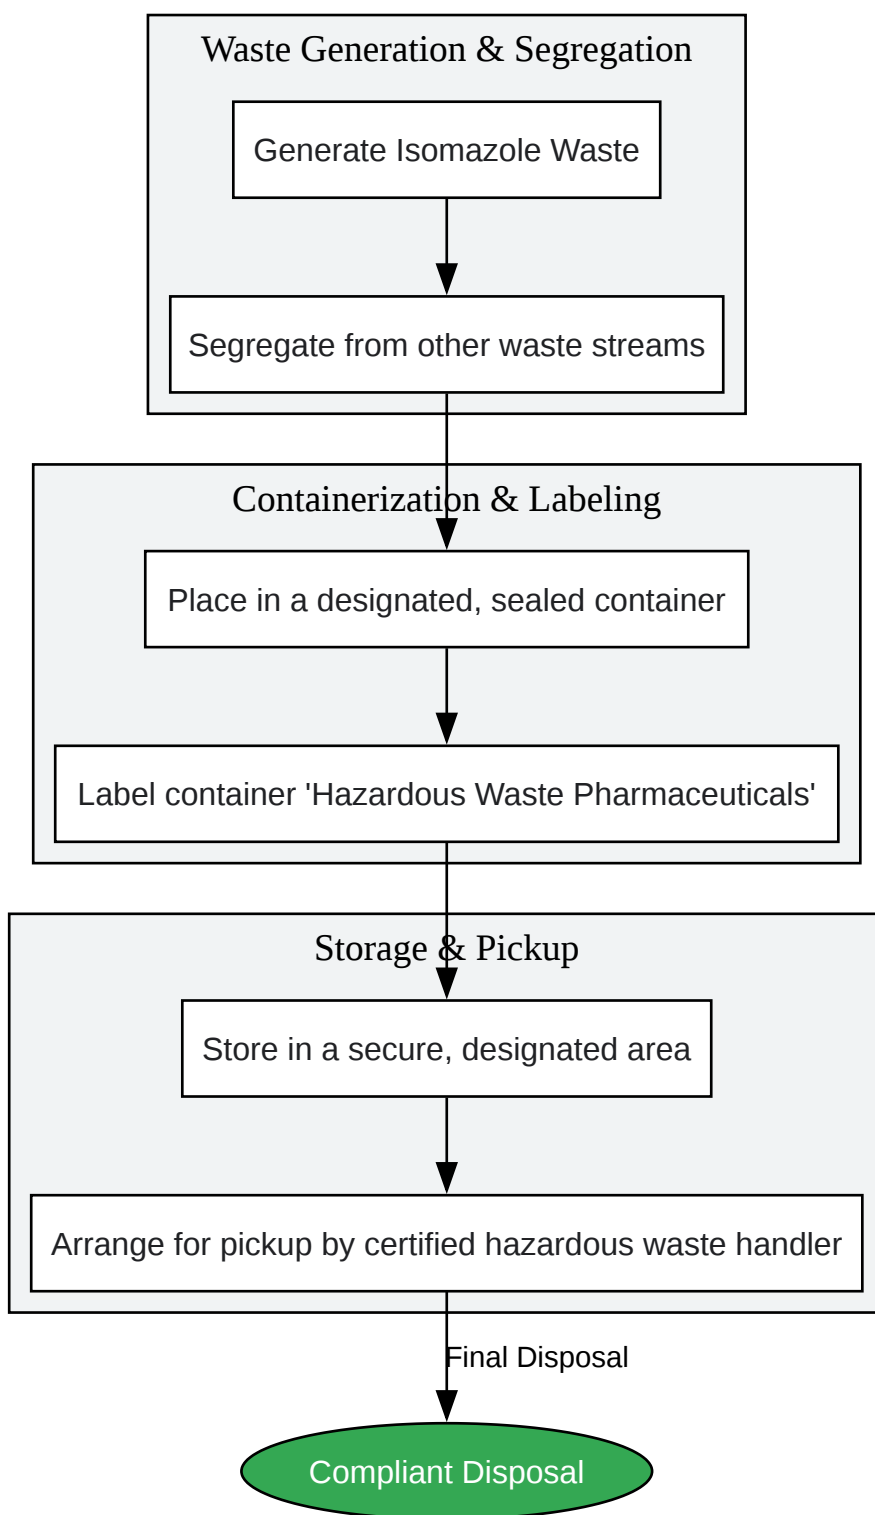 Waste Generation & Segregation
Generate Isomazole Waste
Segregate from other waste streams
Containerization & Labeling
Place in a designated, sealed container
Label container 'Hazardous Waste Pharmaceuticals'
Storage & Pickup
Store in a secure, designated area
Arrange for pickup by certified hazardous waste handler
Final Disposal
Compliant Disposal